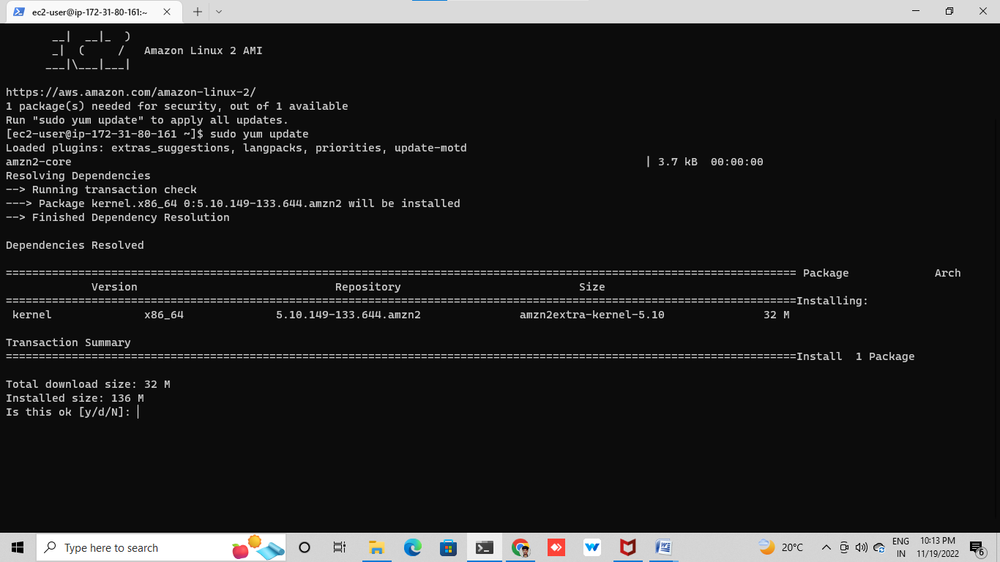 ec2-user@ip-172-31-80-161:~
__|  __|_  )
_|  (     /   Amazon Linux 2 AMI
___|\___|___|
https://aws.amazon.com/amazon-linux-2/
1 package(s) needed for security, out of 1 available
Run "sudo yum update" to apply all updates.
[ec2-user@ip-172-31-80-161 ~]$ sudo yum update
Loaded plugins: extras_suggestions, langpacks, priorities, update-motd
amzn2-core | 3.7 kB  00:00:00
Resolving Dependencies
--> Running transaction check
---> Package kernel.x86_64 0:5.10.149-133.644.amzn2 will be installed
--> Finished Dependency Resolution
Dependencies Resolved
======================================================================================================================== Package Arch
Version Repository Size
========================================================================================================================Installing:
kernel x86_64 5.10.149-133.644.amzn2 amzn2extra-kernel-5.10 32 M
Transaction Summary
========================================================================================================================Install  1 Package
Total download size: 32 M
Installed size: 136 M
Is this ok [y/d/N]:
Type here to search
20°C
ENG
IN
10:13 PM
11/19/2022
6